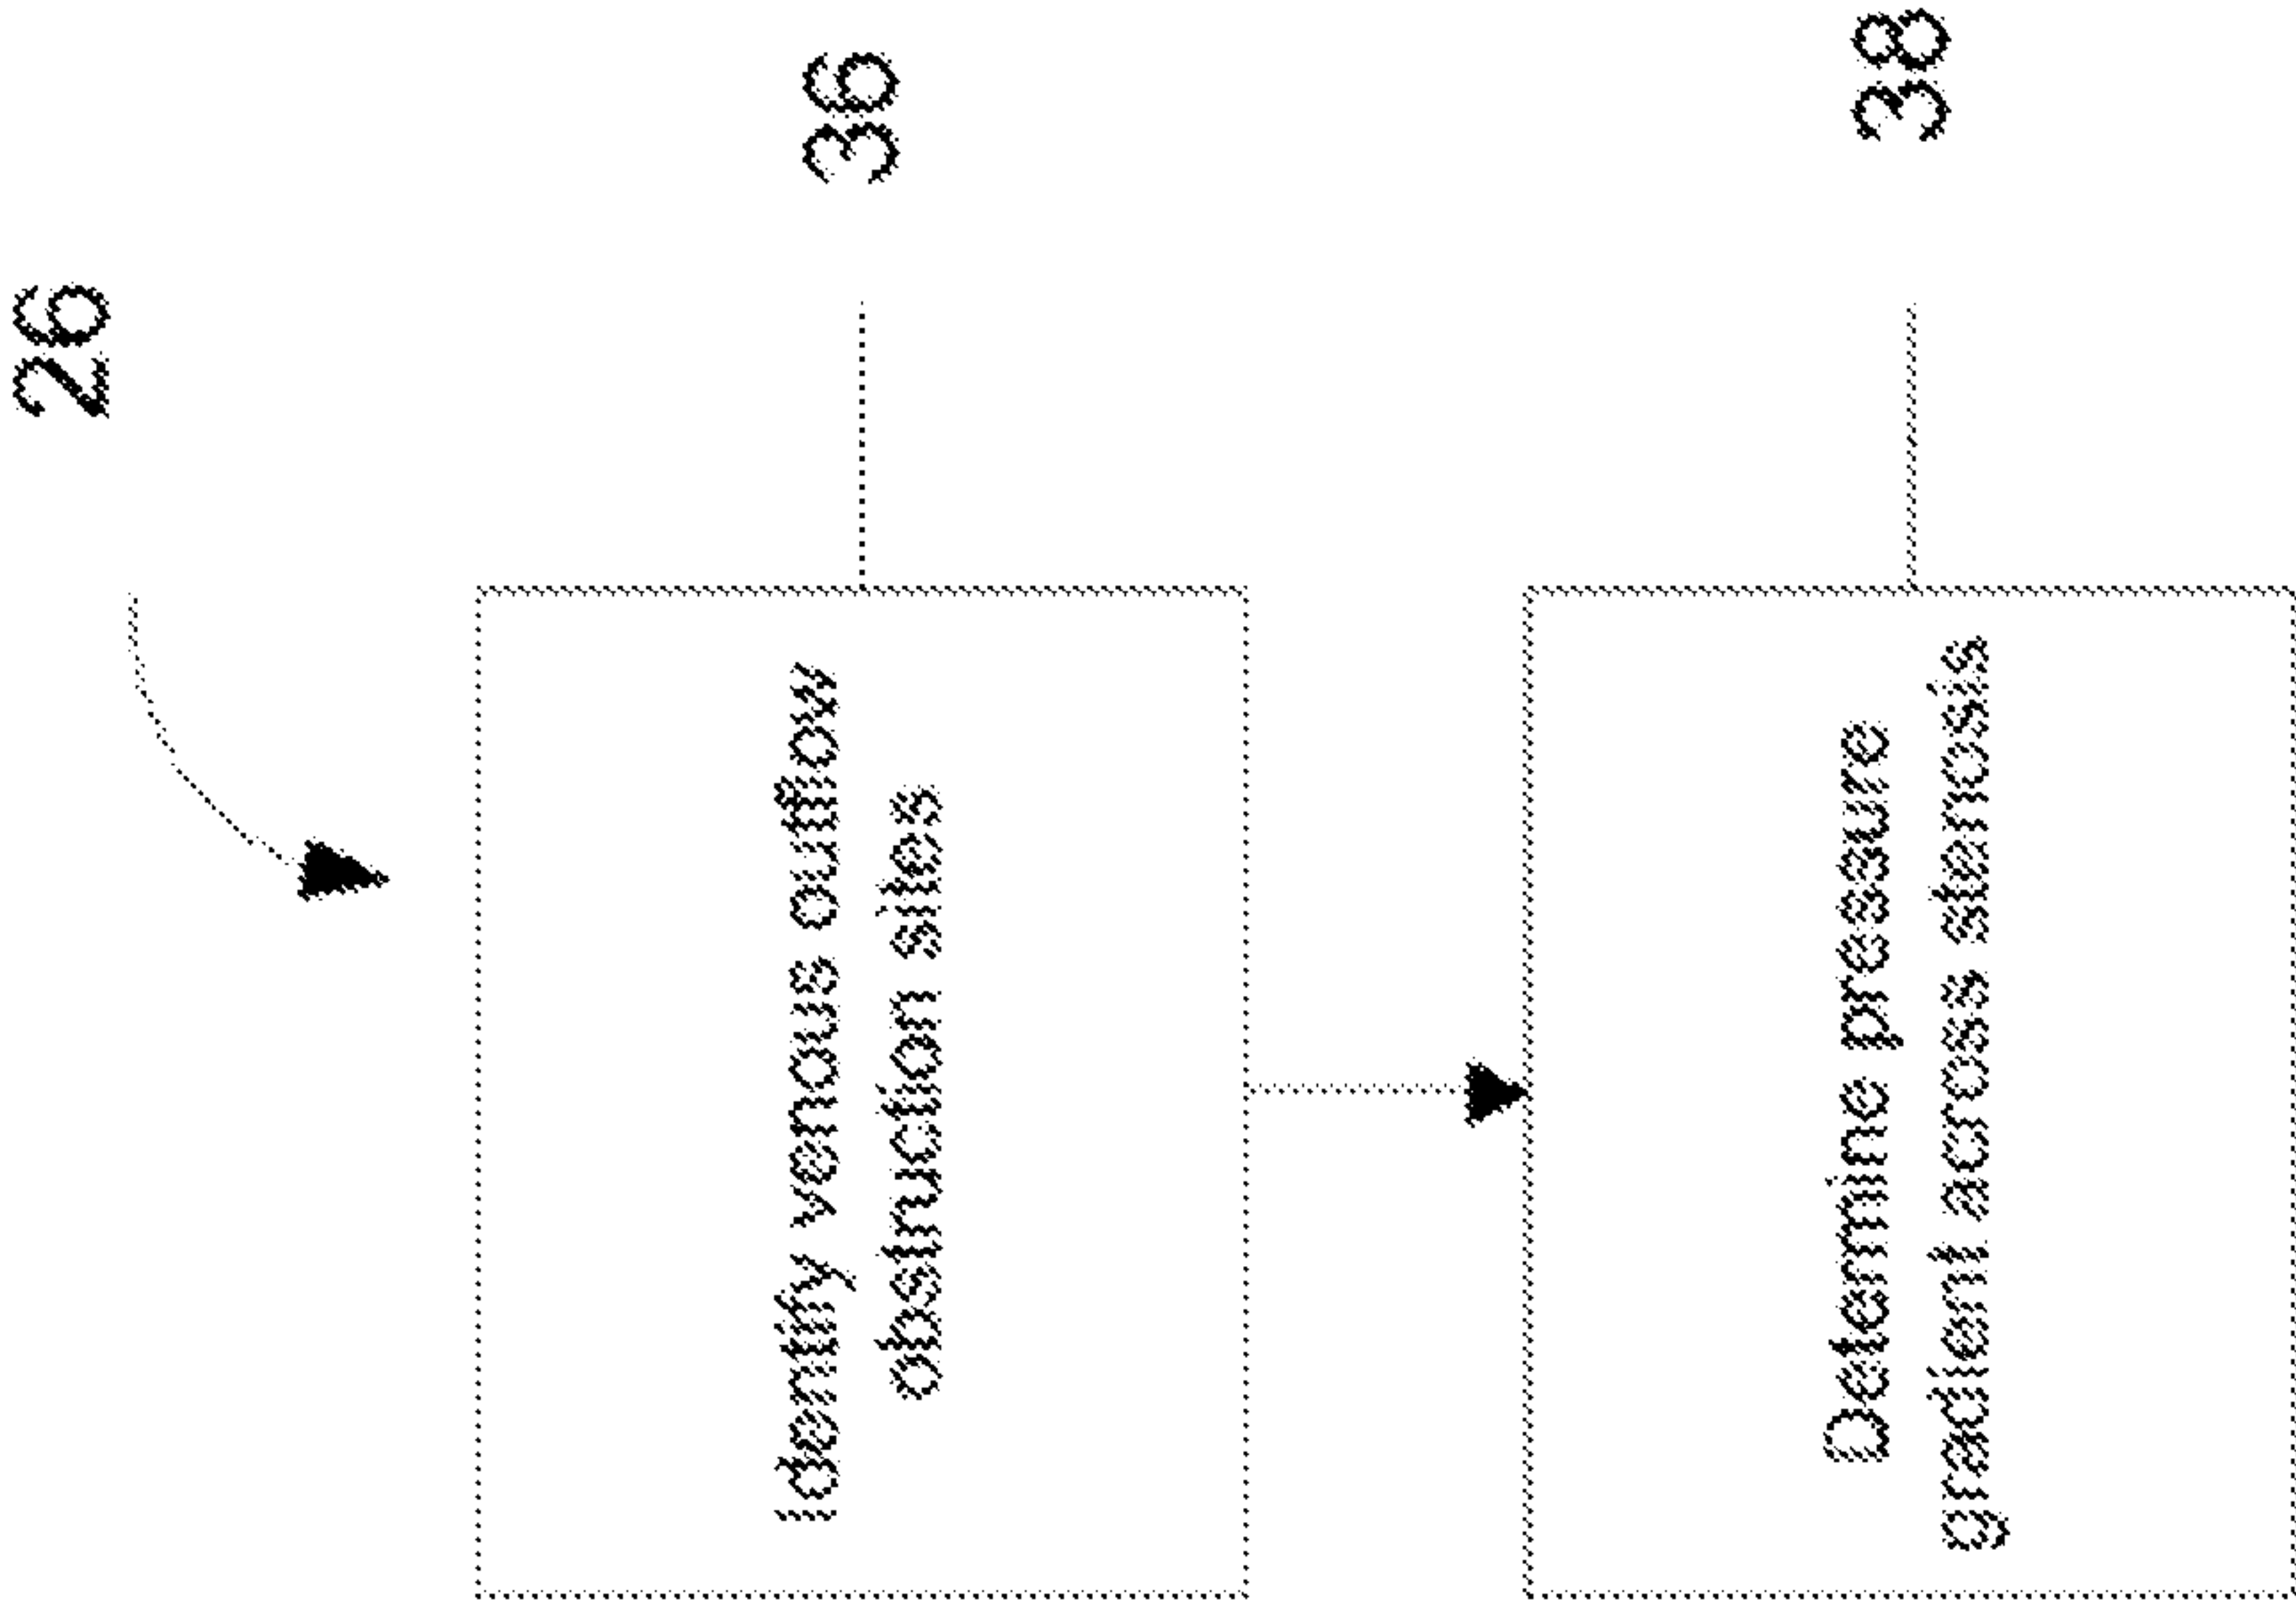 26
Identify venous outflow
obstruction sites
36
Determine pressure
gradient across stenosis
38